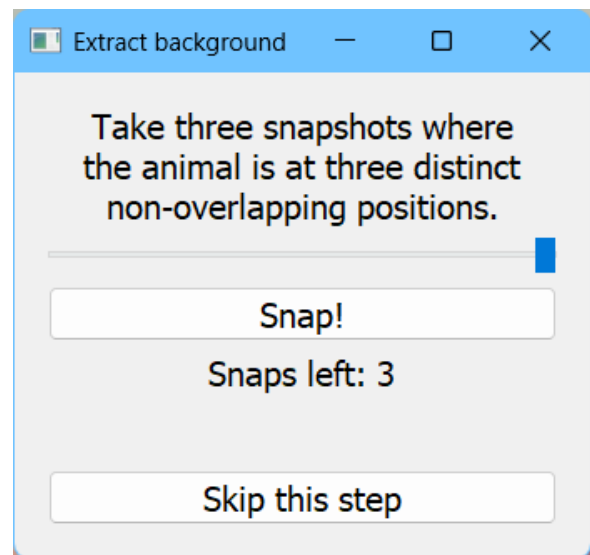 Extract background
Take three snapshots where
the animal is at three distinct
non-overlapping positions.
Snap!
Snaps left: 3
Skip this step